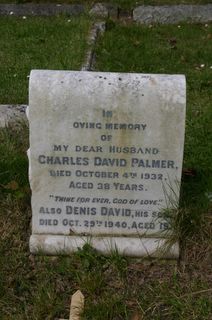 IN
LOVING MEMORY
OF
MY DEAR HUSBAND
CHARLES DAVID PALMER,
DIED OCTOBER 4TH 1932,
AGED 38 YEARS.
"THINE FOR EVER, GOD OF LOVE."
ALSO DENIS DAVID, HIS SON
DIED OCT. 29TH 1940, AGED